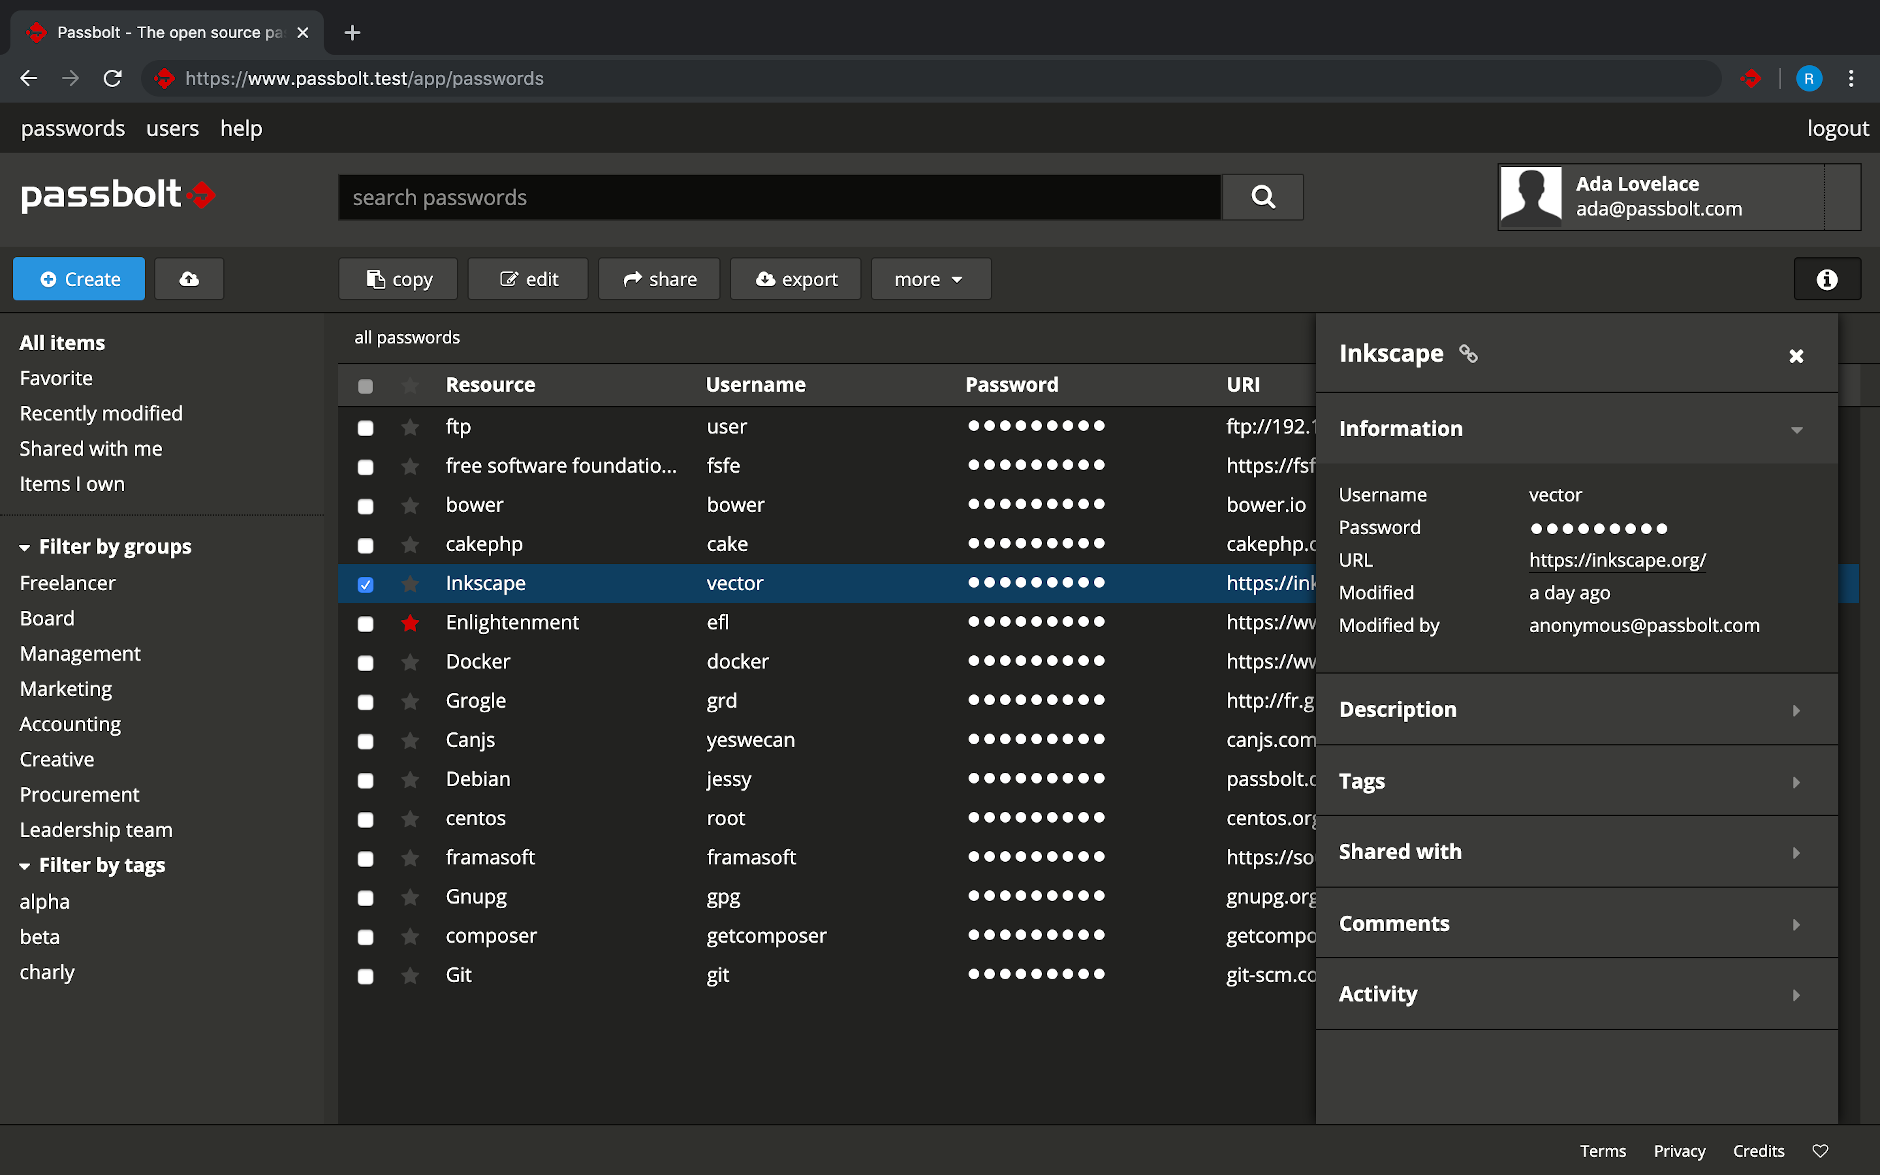 Passbolt - The open source pa
https://www.passbolt.test/app/passwords
R
passwords users help logout
passbolt
search passwords
Ada Lovelace
ada@passbolt.com
Create
copy edit share export more
All items
Favorite
Recently modified
Shared with me
Items I own
Filter by groups
Freelancer
Board
Management
Marketing
Accounting
Creative
Procurement
Leadership team
Filter by tags
alpha
beta
charly
all passwords
Resource Username Password URI
ftp user ●●●●●●●●● ftp://192.1
free software foundatio... fsfe ●●●●●●●●● https://fsf
bower bower ●●●●●●●●● bower.io
cakephp cake ●●●●●●●●● cakephp.o
Inkscape vector ●●●●●●●●● https://ink
Enlightenment efl ●●●●●●●●● https://ww
Docker docker ●●●●●●●●● https://ww
Grogle grd ●●●●●●●●● http://fr.g
Canjs yeswecan ●●●●●●●●● canjs.com
Debian jessy ●●●●●●●●● passbolt.c
centos root ●●●●●●●●● centos.org
framasoft framasoft ●●●●●●●●● https://so
Gnupg gpg ●●●●●●●●● gnupg.org
composer getcomposer ●●●●●●●●● getcompo
Git git ●●●●●●●●● git-scm.co
Inkscape
Information
Username vector
Password ●●●●●●●●●
URL https://inkscape.org/
Modified a day ago
Modified by anonymous@passbolt.com
Description
Tags
Shared with
Comments
Activity
Terms Privacy Credits